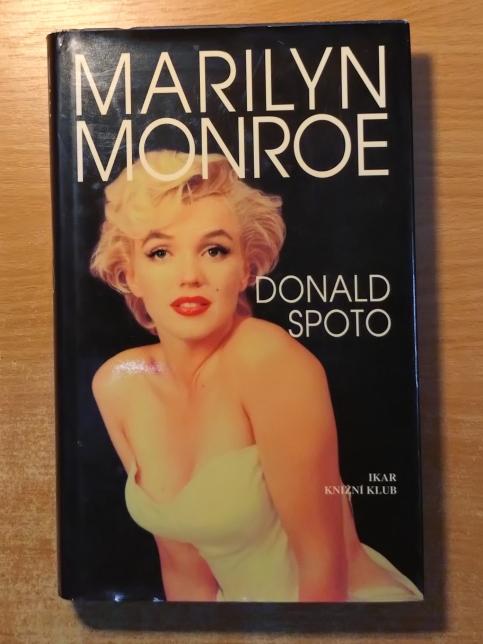 MARILYN
MONROE
DONALD
SPOTO
IKAR
KNIŽNÍ KLUB